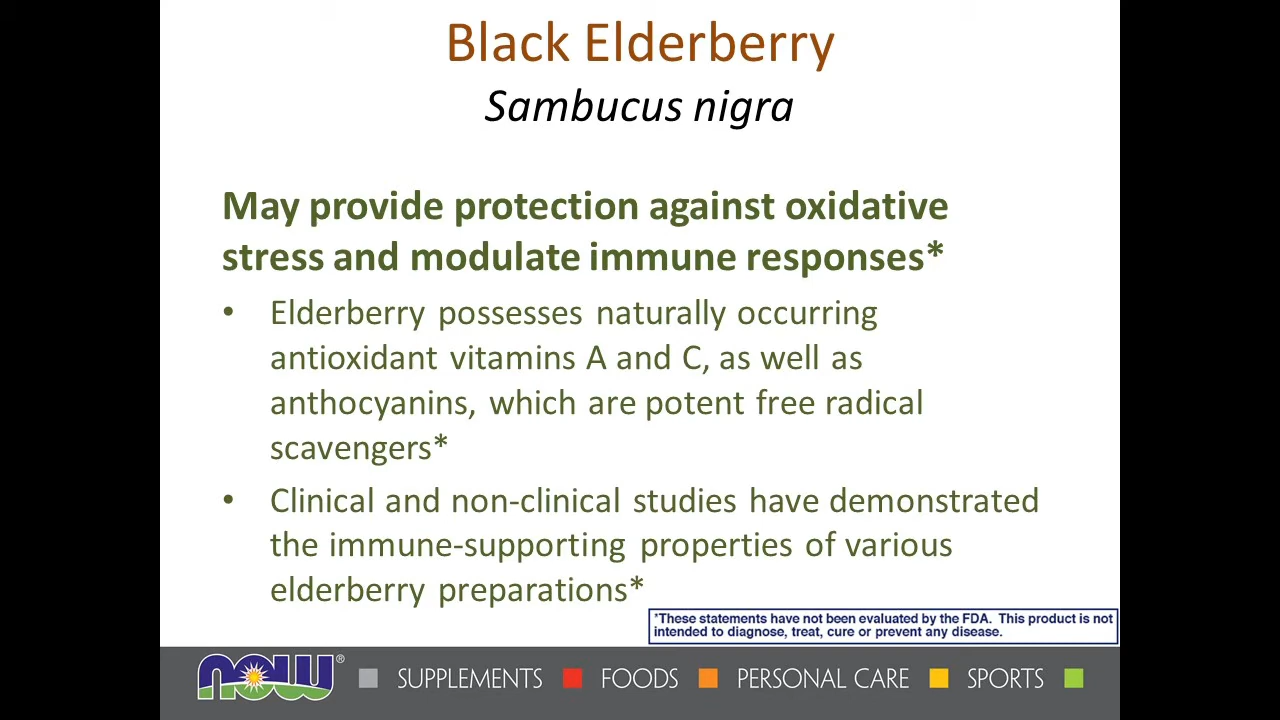 Black Elderberry
Sambucus nigra
May provide protection against oxidative
stress and modulate immune responses*
• Elderberry possesses naturally occurring
antioxidant vitamins A and C, as well as
anthocyanins, which are potent free radical
scavengers*
• Clinical and non-clinical studies have demonstrated
the immune-supporting properties of various
elderberry preparations*
*These statements have not been evaluated by the FDA. This product is not
intended to diagnose, treat, cure or prevent any disease.
now® SUPPLEMENTS FOODS PERSONAL CARE SPORTS